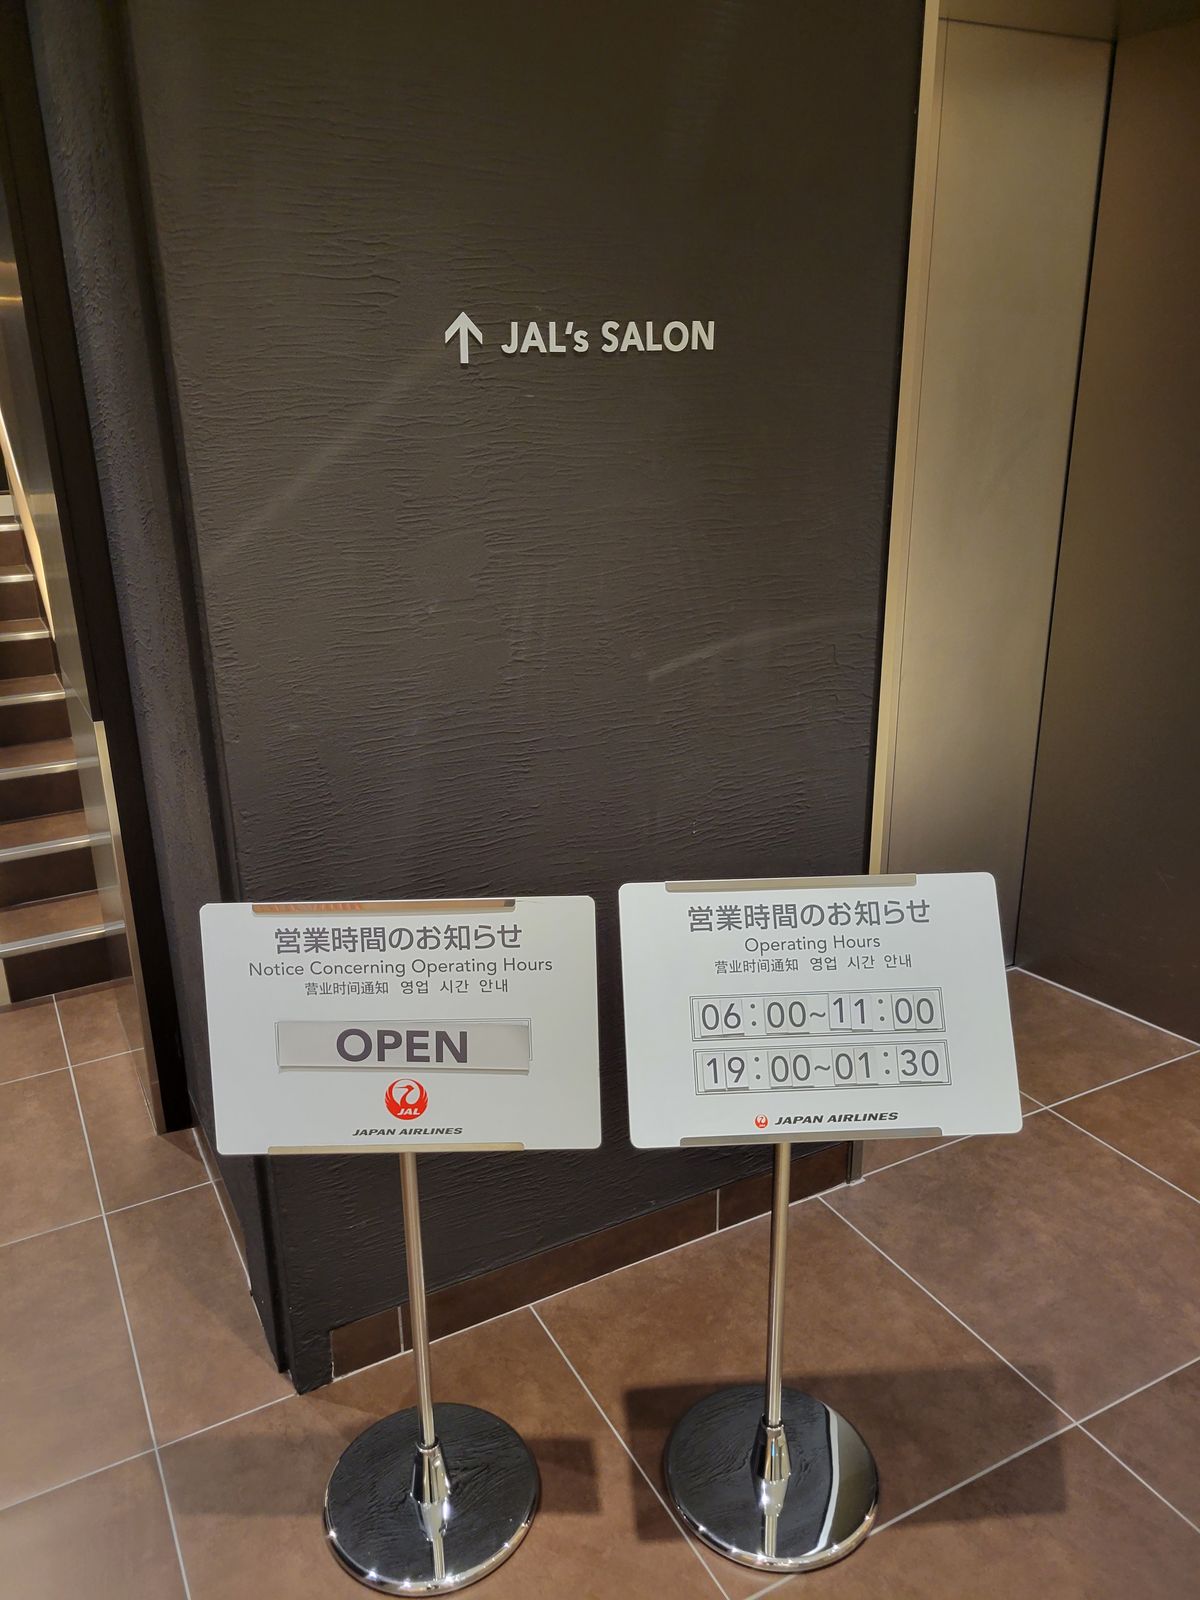 ↑ JAL's SALON
営業時間のお知らせ
Notice Concerning Operating Hours
营业时间通知 영업 시간 안내
OPEN
JAL
JAPAN AIRLINES
営業時間のお知らせ
Operating Hours
营业时间通知 영업 시간 안내
06:00~11:00
19:00~01:30
JAPAN AIRLINES